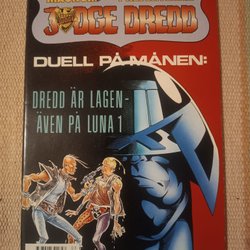 JUDGE DREDD
DUELL PÅ MÅNEN:
DREDD ÄR LAGEN-
ÄVEN PÅ LUNA 1